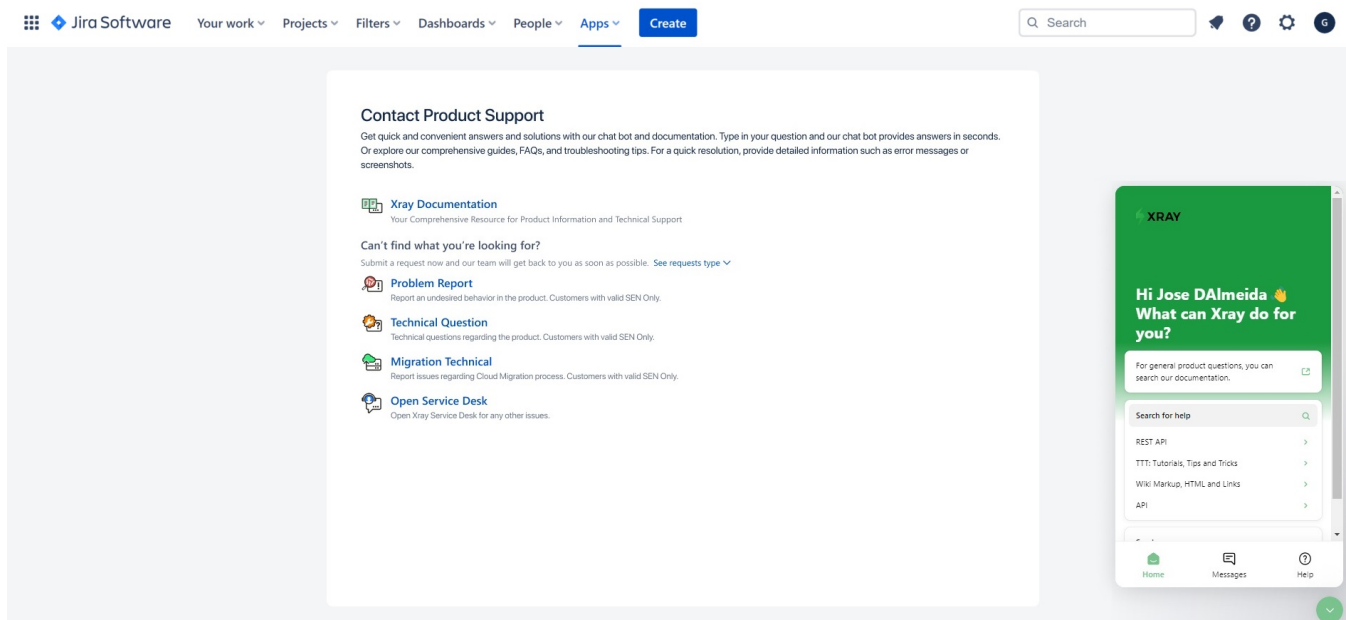 Jira Software Your work Projects Filters Dashboards People Apps Create Search G
Contact Product Support
Get quick and convenient answers and solutions with our chat bot and documentation. Type in your question and our chat bot provides answers in seconds.
Or explore our comprehensive guides, FAQs, and troubleshooting tips. For a quick resolution, provide detailed information such as error messages or
screenshots.
Xray Documentation
Your Comprehensive Resource for Product Information and Technical Support
Can't find what you're looking for?
Submit a request now and our team will get back to you as soon as possible. See requests type
Problem Report
Report an undesired behavior in the product. Customers with valid SEN Only.
Technical Question
Technical questions regarding the product. Customers with valid SEN Only.
Migration Technical
Report issues regarding Cloud Migration process. Customers with valid SEN Only.
Open Service Desk
Open Xray Service Desk for any other issues.
XRAY
Hi Jose DAlmeida 👋
What can Xray do for
you?
For general product questions, you can
search our documentation.
Search for help
REST API
TTT: Tutorials, Tips and Tricks
Wiki Markup, HTML and Links
API
Home Messages Help